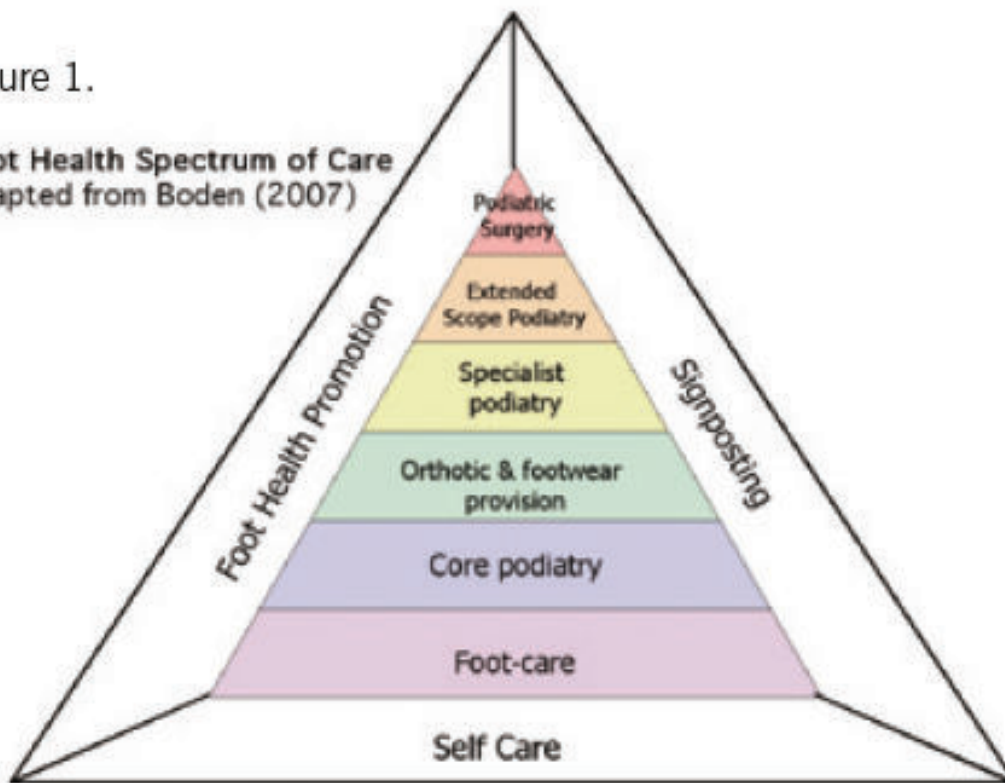 ure 1.
ot Health Spectrum of Care
apted from Boden (2007)
Podiatric
Surgery
Extended
Scope Podiatry
Specialist
podiatry
Orthotic & footwear
provision
Core podiatry
Foot-care
Self Care
Foot Health Promotion
Signposting